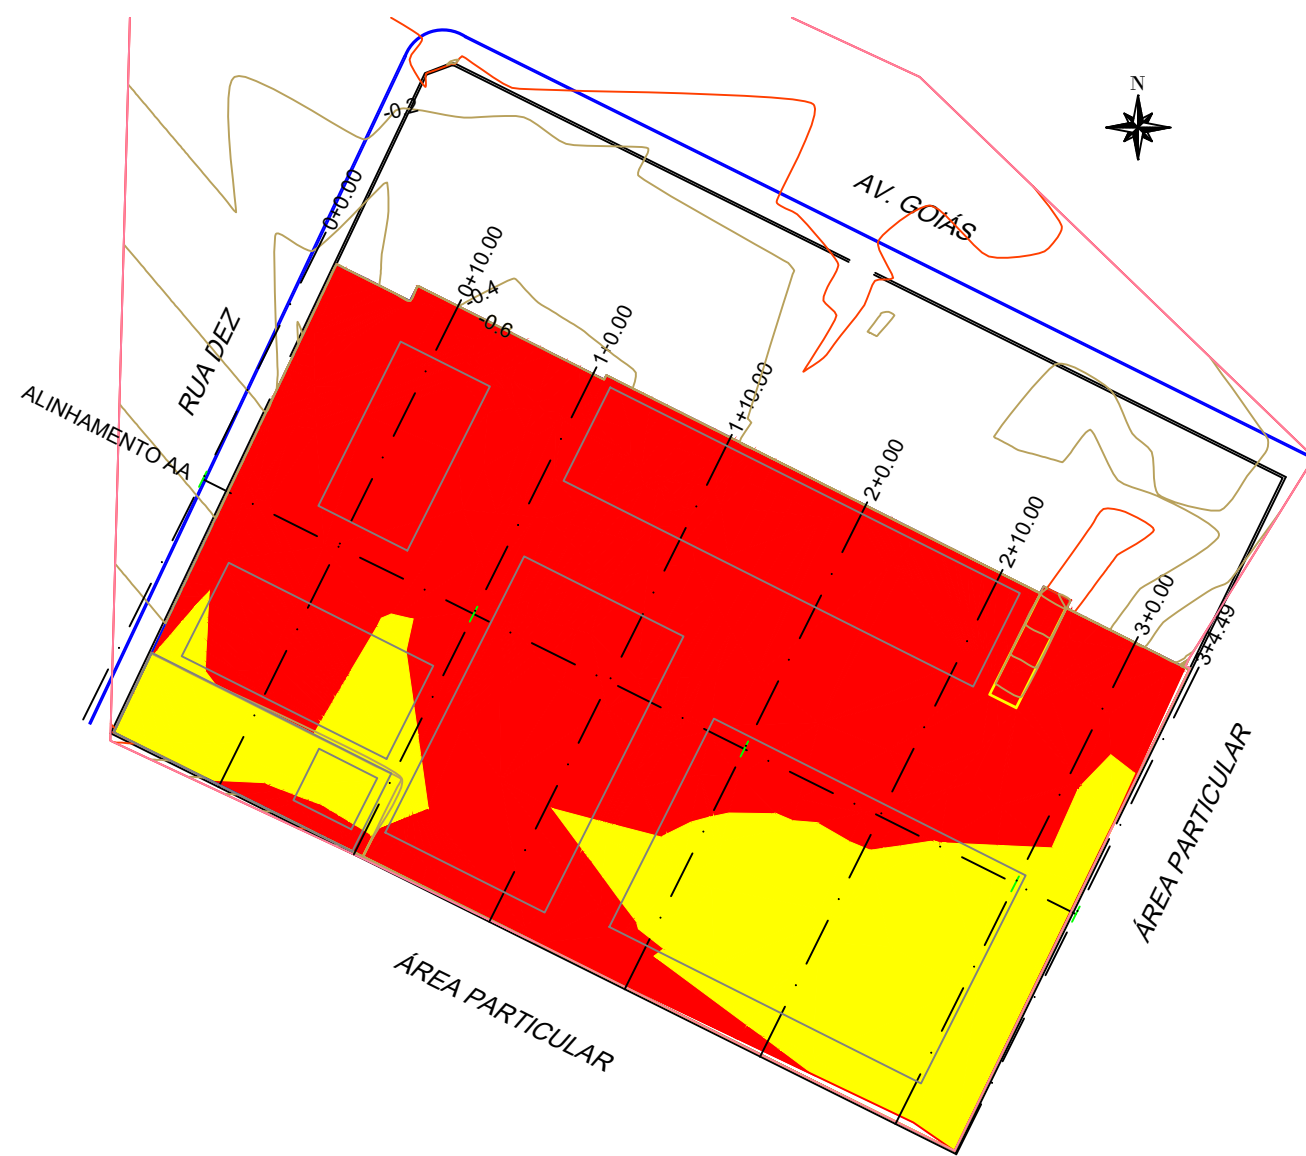 N
-0.2
AV. GOIÁS
0+0.00
0+10.00
-0.4
-0.6
1+0.00
RUA DEZ
1+10.00
ALINHAMENTO AA
2+0.00
2+10.00
3+0.00
3+4.49
ÁREA PARTICULAR
ÁREA PARTICULAR